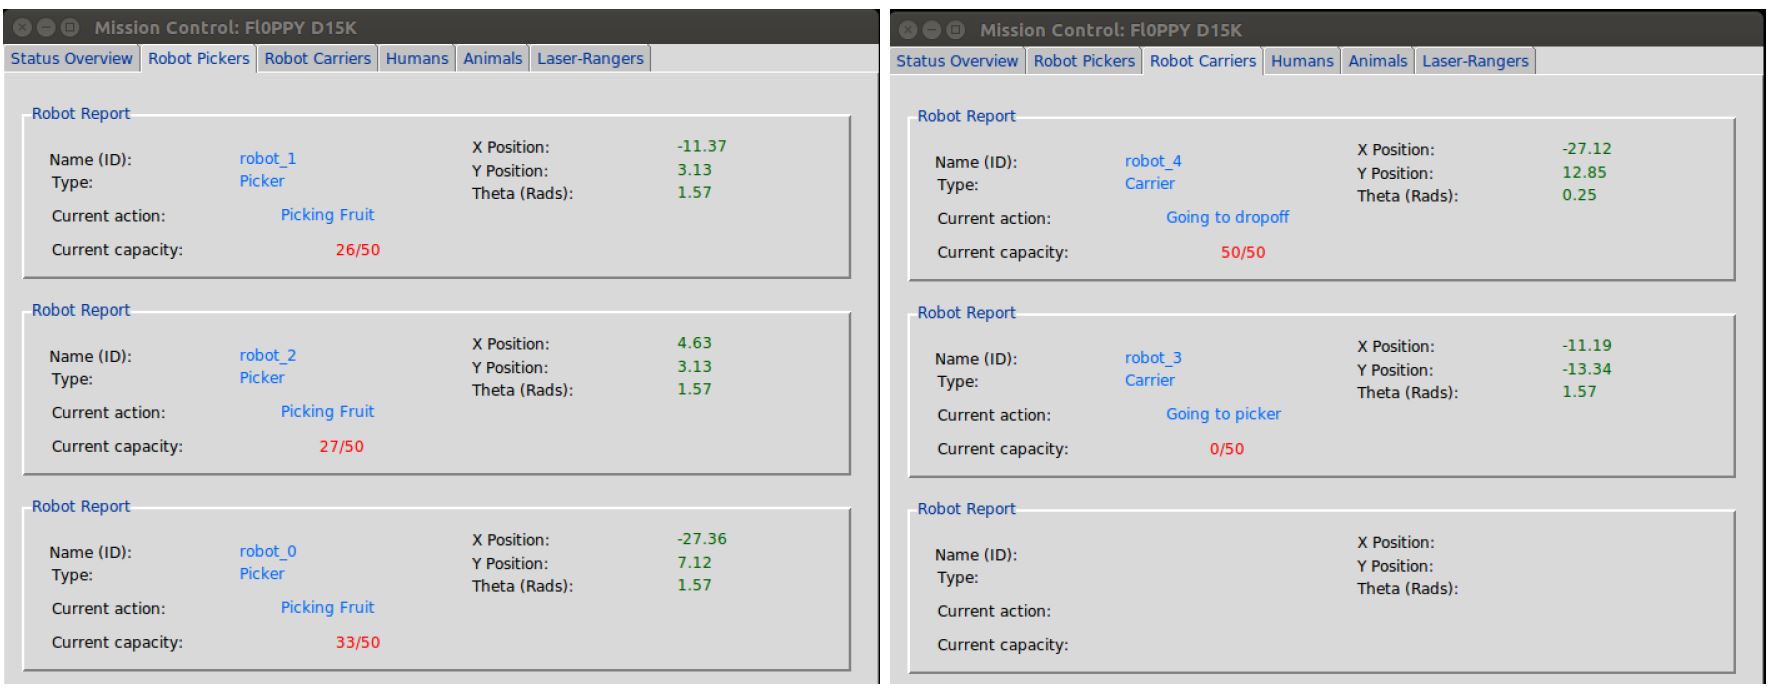 Mission Control: Fl0PPY D15K
Status Overview Robot Pickers Robot Carriers Humans Animals Laser-Rangers
Robot Report
Name (ID): robot_1
Type: Picker
Current action: Picking Fruit
Current capacity: 26/50
X Position: -11.37
Y Position: 3.13
Theta (Rads): 1.57
Robot Report
Name (ID): robot_2
Type: Picker
Current action: Picking Fruit
Current capacity: 27/50
X Position: 4.63
Y Position: 3.13
Theta (Rads): 1.57
Robot Report
Name (ID): robot_0
Type: Picker
Current action: Picking Fruit
Current capacity: 33/50
X Position: -27.36
Y Position: 7.12
Theta (Rads): 1.57
Mission Control: Fl0PPY D15K
Status Overview Robot Pickers Robot Carriers Humans Animals Laser-Rangers
Robot Report
Name (ID): robot_4
Type: Carrier
Current action: Going to dropoff
Current capacity: 50/50
X Position: -27.12
Y Position: 12.85
Theta (Rads): 0.25
Robot Report
Name (ID): robot_3
Type: Carrier
Current action: Going to picker
Current capacity: 0/50
X Position: -11.19
Y Position: -13.34
Theta (Rads): 1.57
Robot Report
Name (ID):
Type:
Current action:
Current capacity:
X Position:
Y Position:
Theta (Rads):